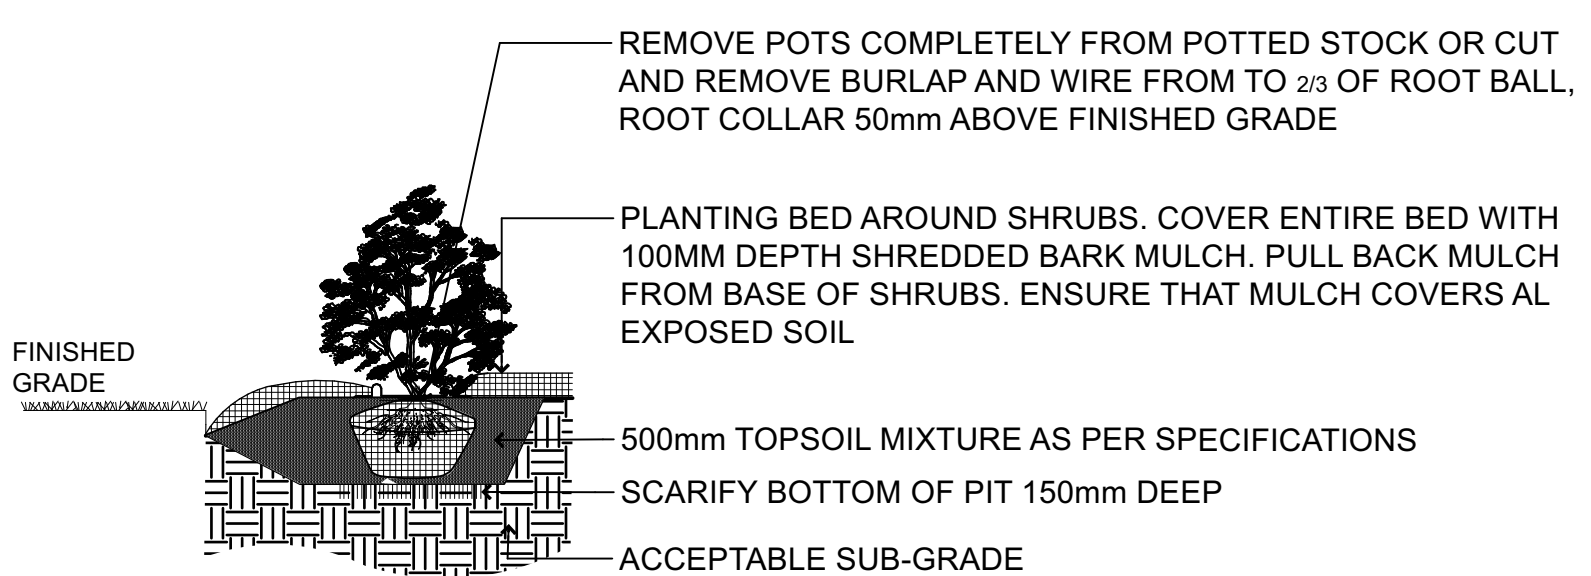 REMOVE POTS COMPLETELY FROM POTTED STOCK OR CUT
AND REMOVE BURLAP AND WIRE FROM TO 2/3 OF ROOT BALL,
ROOT COLLAR 50mm ABOVE FINISHED GRADE
PLANTING BED AROUND SHRUBS. COVER ENTIRE BED WITH
100MM DEPTH SHREDDED BARK MULCH. PULL BACK MULCH
FROM BASE OF SHRUBS. ENSURE THAT MULCH COVERS AL
EXPOSED SOIL
FINISHED
GRADE
500mm TOPSOIL MIXTURE AS PER SPECIFICATIONS
SCARIFY BOTTOM OF PIT 150mm DEEP
ACCEPTABLE SUB-GRADE